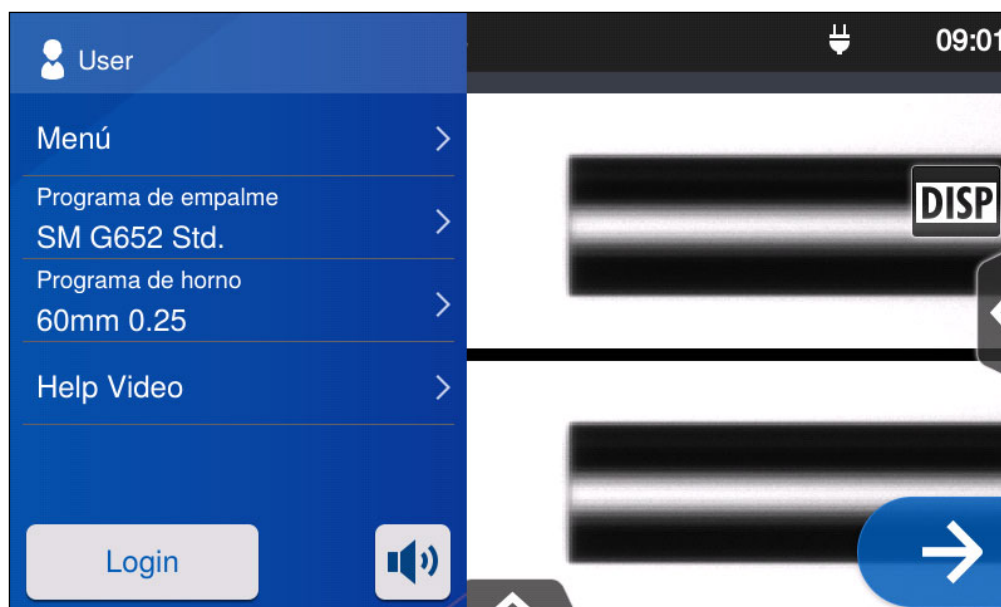 User
09:01
Menú
Programa de empalme
SM G652 Std.
DISP
Programa de horno
60mm 0.25
Help Video
Login